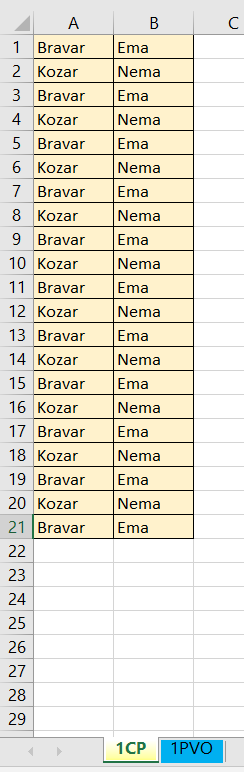 A B C
1 Bravar Ema
2 Kozar Nema
3 Bravar Ema
4 Kozar Nema
5 Bravar Ema
6 Kozar Nema
7 Bravar Ema
8 Kozar Nema
9 Bravar Ema
10 Kozar Nema
11 Bravar Ema
12 Kozar Nema
13 Bravar Ema
14 Kozar Nema
15 Bravar Ema
16 Kozar Nema
17 Bravar Ema
18 Kozar Nema
19 Bravar Ema
20 Kozar Nema
21 Bravar Ema
22
23
24
25
26
27
28
29
1CP 1PVO